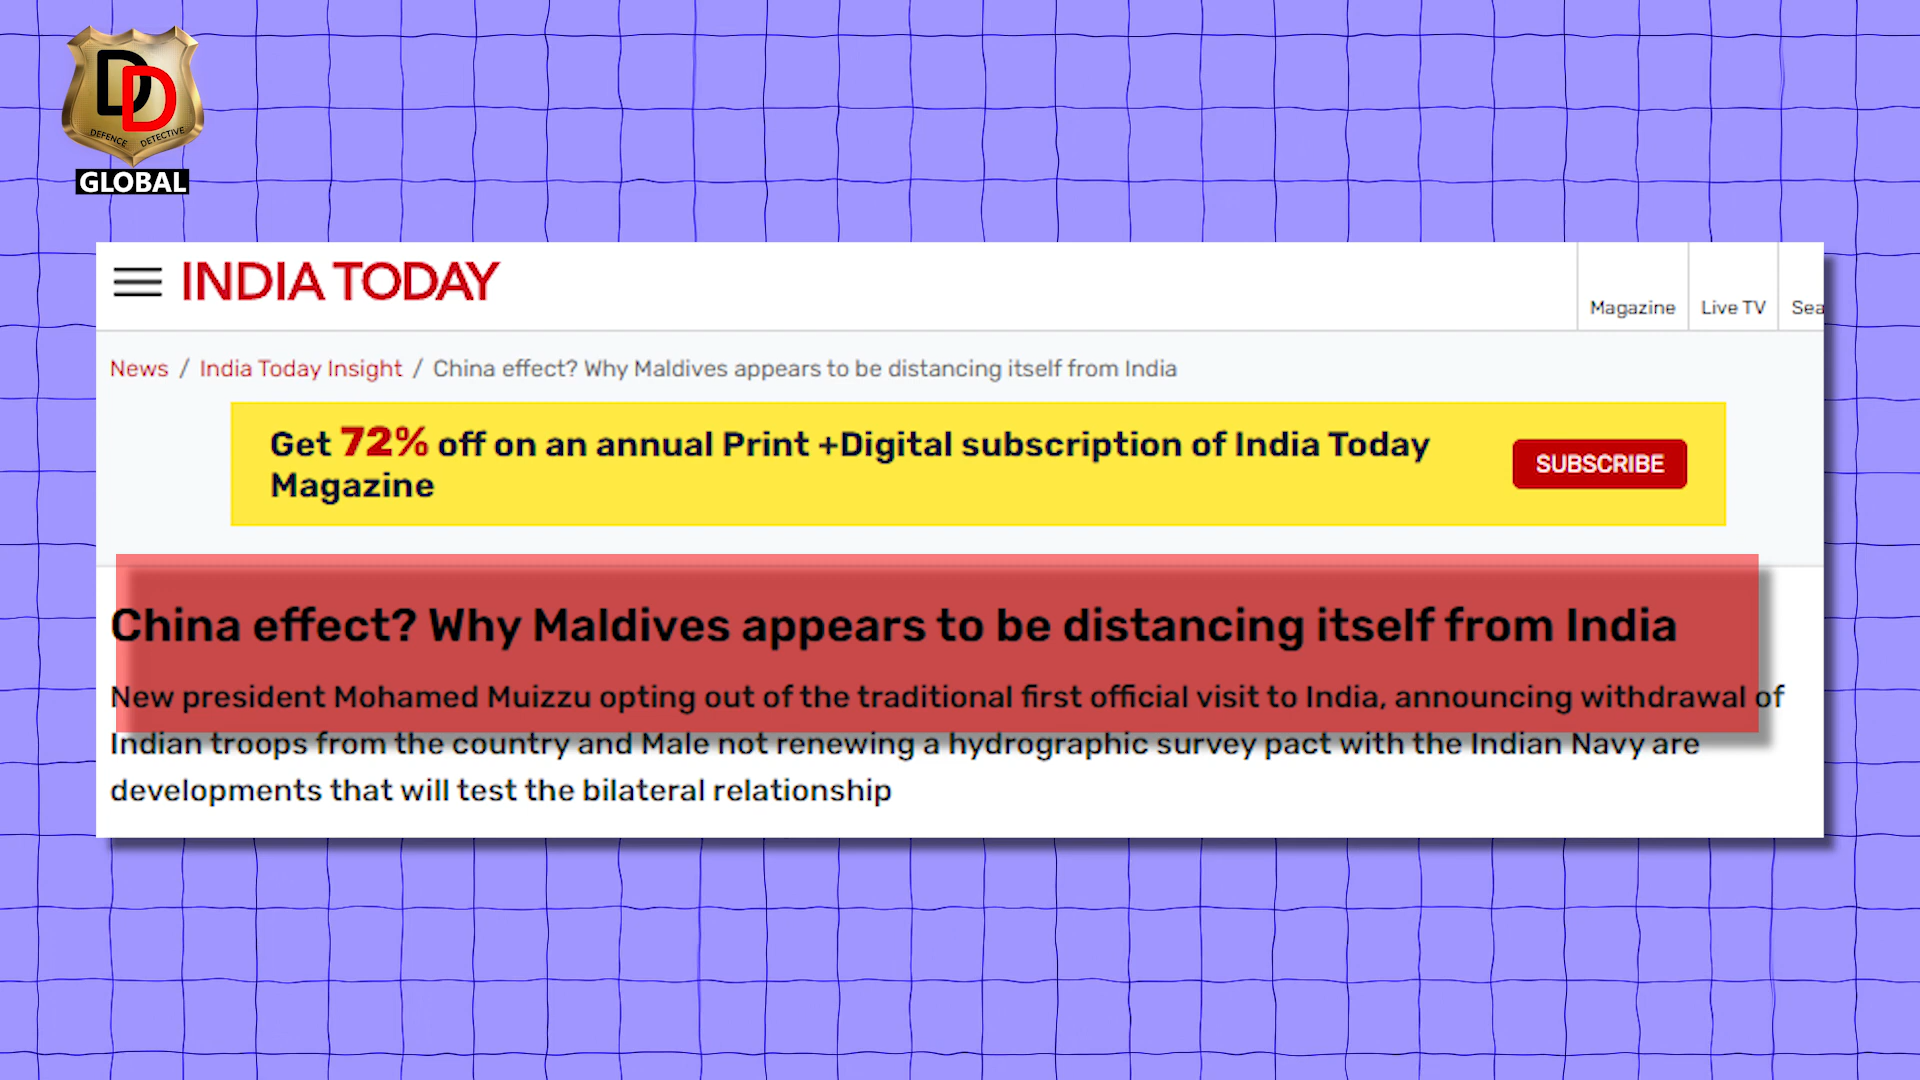 DD
DEFENCE DETECTIVE
GLOBAL
INDIA TODAY
Magazine
Live TV
Sea
News / India Today Insight / China effect? Why Maldives appears to be distancing itself from India
Get 72% off on an annual Print +Digital subscription of India Today
Magazine
SUBSCRIBE
China effect? Why Maldives appears to be distancing itself from India
New president Mohamed Muizzu opting out of the traditional first official visit to India, announcing withdrawal of
Indian troops from the country and Male not renewing a hydrographic survey pact with the Indian Navy are
developments that will test the bilateral relationship